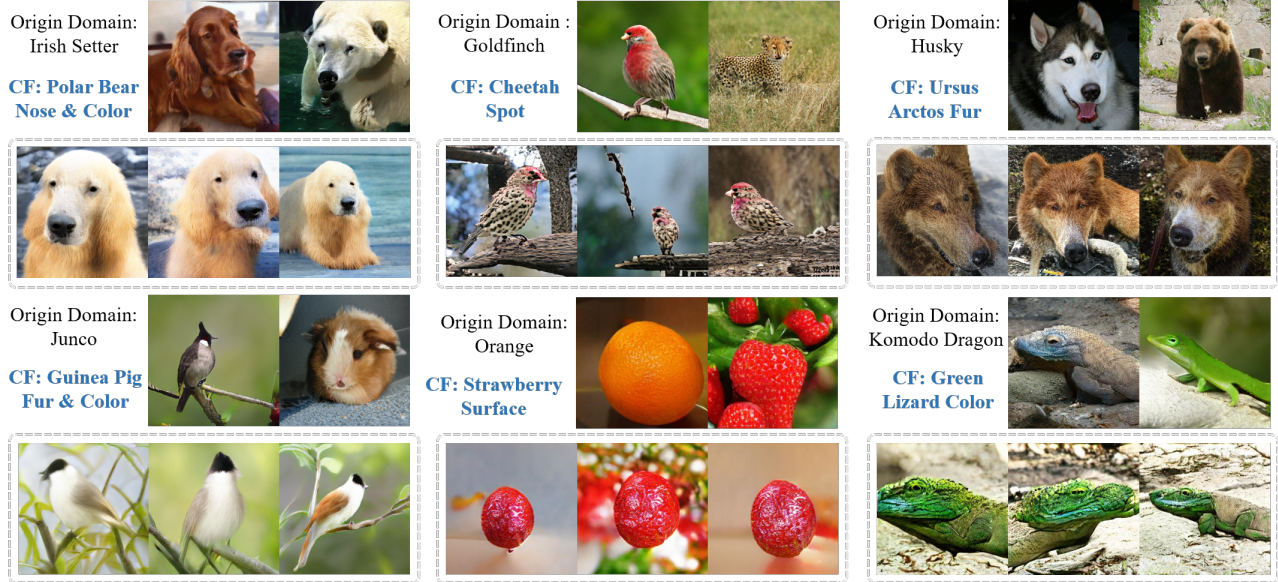 Origin Domain:
Irish Setter
CF: Polar Bear
Nose & Color
Origin Domain :
Goldfinch
CF: Cheetah
Spot
Origin Domain:
Husky
CF: Ursus
Arctos Fur
Origin Domain:
Junco
CF: Guinea Pig
Fur & Color
Origin Domain:
Orange
CF: Strawberry
Surface
Origin Domain:
Komodo Dragon
CF: Green
Lizard Color